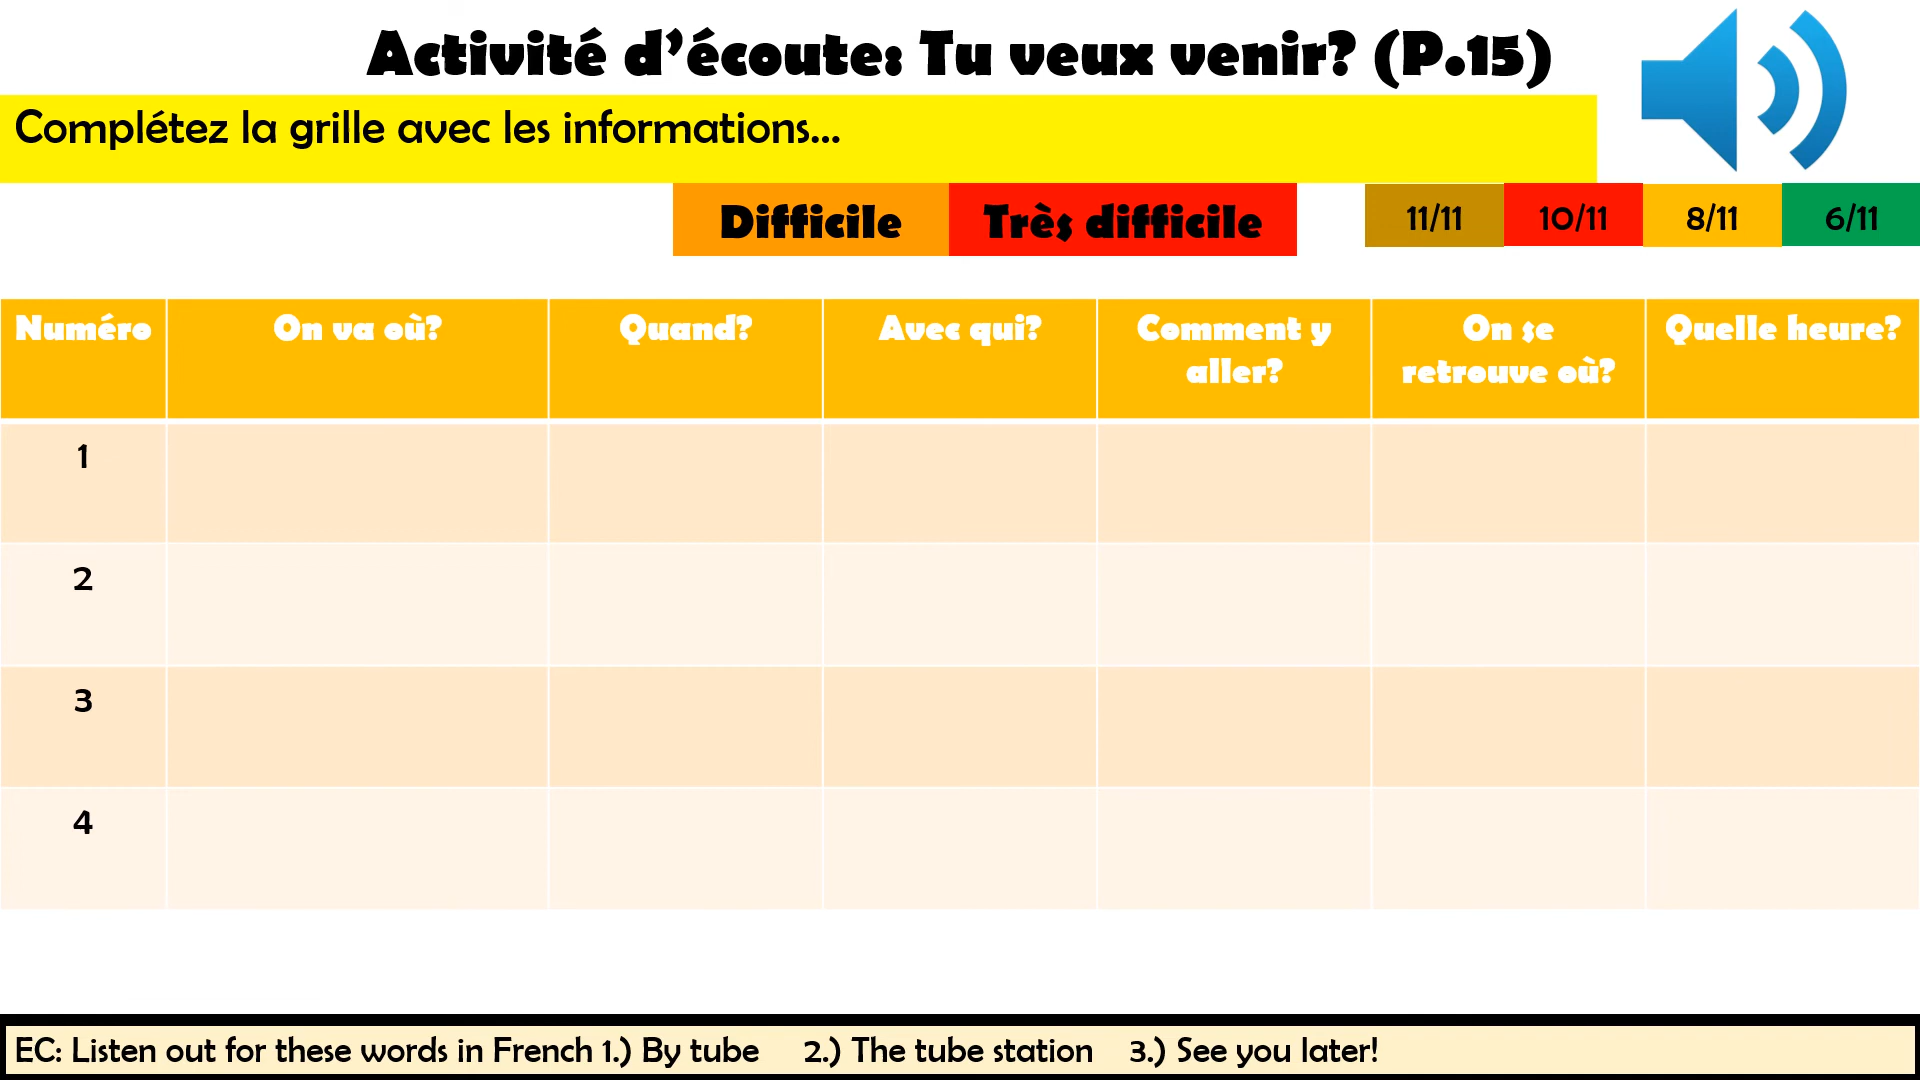 Activité d’écoute: Tu veux venir? (P.15)
Complétez la grille avec les informations...
Difficile Très difficile 11/11 10/11 8/11 6/11
Numéro On va où? Quand? Avec qui? Comment y aller? On se retrouve où? Quelle heure?
1
2
3
4
EC: Listen out for these words in French 1.) By tube 2.) The tube station 3.) See you later!